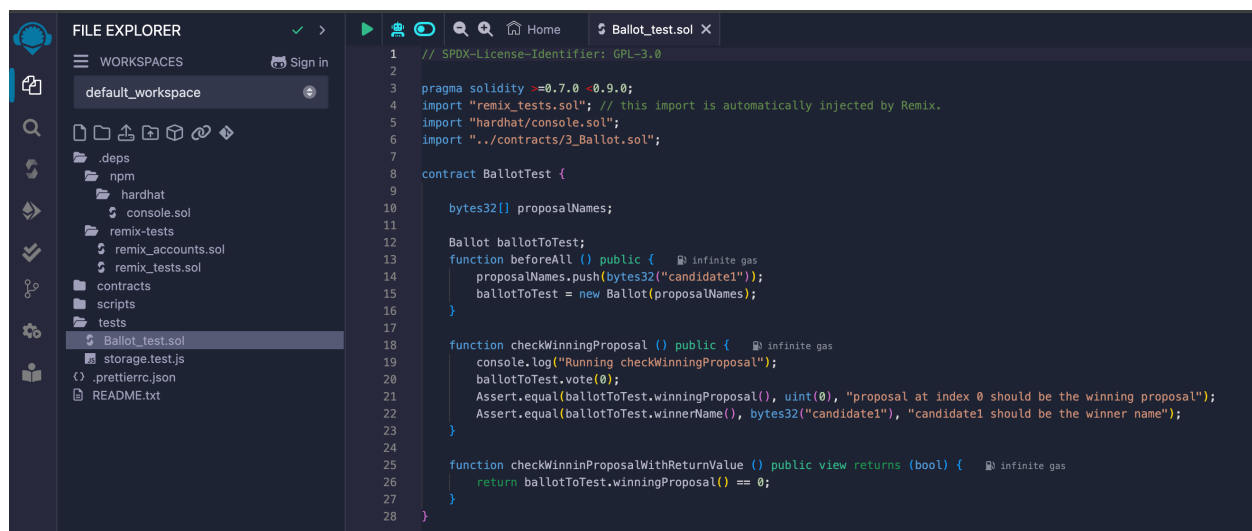 FILE EXPLORER
WORKSPACES
Sign in
default_workspace
.deps
npm
hardhat
console.sol
remix-tests
remix_accounts.sol
remix_tests.sol
contracts
scripts
tests
Ballot_test.sol
JS storage.test.js
{} .prettierrc.json
README.txt
Home
Ballot_test.sol
1 // SPDX-License-Identifier: GPL-3.0
2
3 pragma solidity >=0.7.0 <0.9.0;
4 import "remix_tests.sol"; // this import is automatically injected by Remix.
5 import "hardhat/console.sol";
6 import "../contracts/3_Ballot.sol";
7
8 contract BallotTest {
9
10 bytes32[] proposalNames;
11
12 Ballot ballotToTest;
13 function beforeAll () public { infinite gas
14 proposalNames.push(bytes32("candidate1"));
15 ballotToTest = new Ballot(proposalNames);
16 }
17
18 function checkWinningProposal () public { infinite gas
19 console.log("Running checkWinningProposal");
20 ballotToTest.vote(0);
21 Assert.equal(ballotToTest.winningProposal(), uint(0), "proposal at index 0 should be the winning proposal");
22 Assert.equal(ballotToTest.winnerName(), bytes32("candidate1"), "candidate1 should be the winner name");
23 }
24
25 function checkWinninProposalWithReturnValue () public view returns (bool) { infinite gas
26 return ballotToTest.winningProposal() == 0;
27 }
28 }